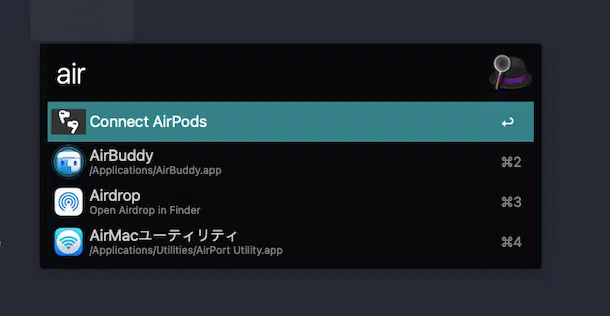 air
Connect AirPods ↩
AirBuddy
/Applications/AirBuddy.app
⌘2
Airdrop
Open Airdrop in Finder
⌘3
AirMacユーティリティ
/Applications/Utilities/AirPort Utility.app
⌘4